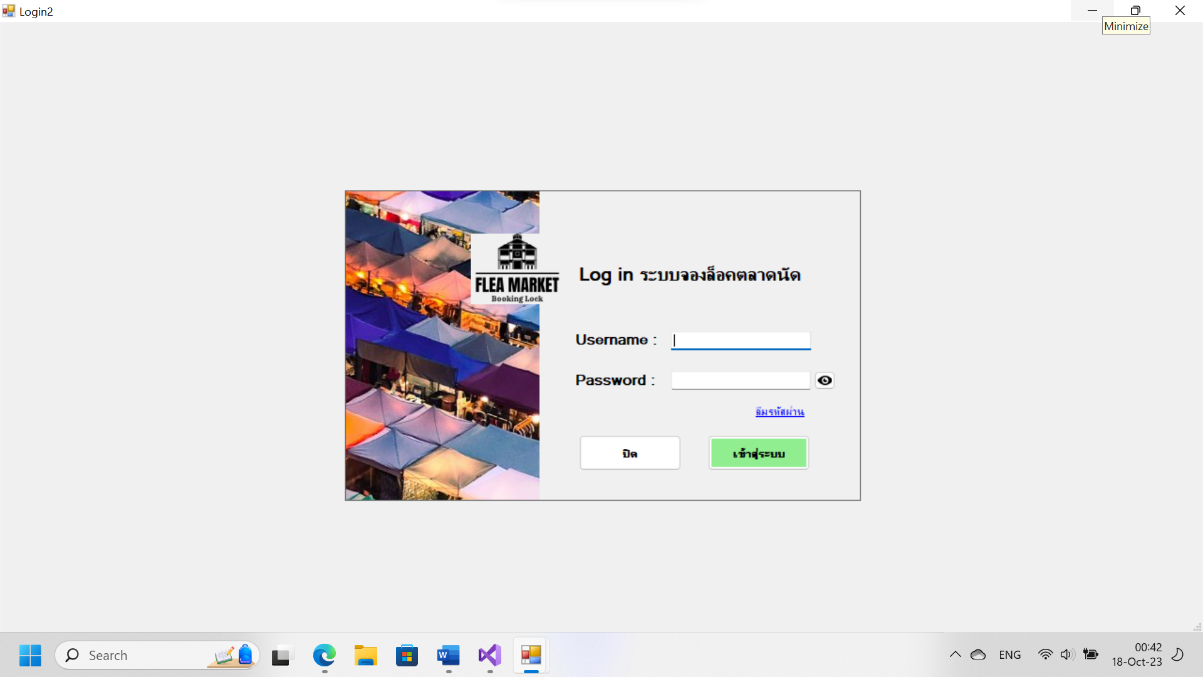 Login2
Minimize
FLEA MARKET
Booking Lock
Log in ระบบจองล็อคตลาดนัด
Username :
Password :
ลืมรหัสผ่าน
ปิด
เข้าสู่ระบบ
Search
ENG
00:42
18-Oct-23